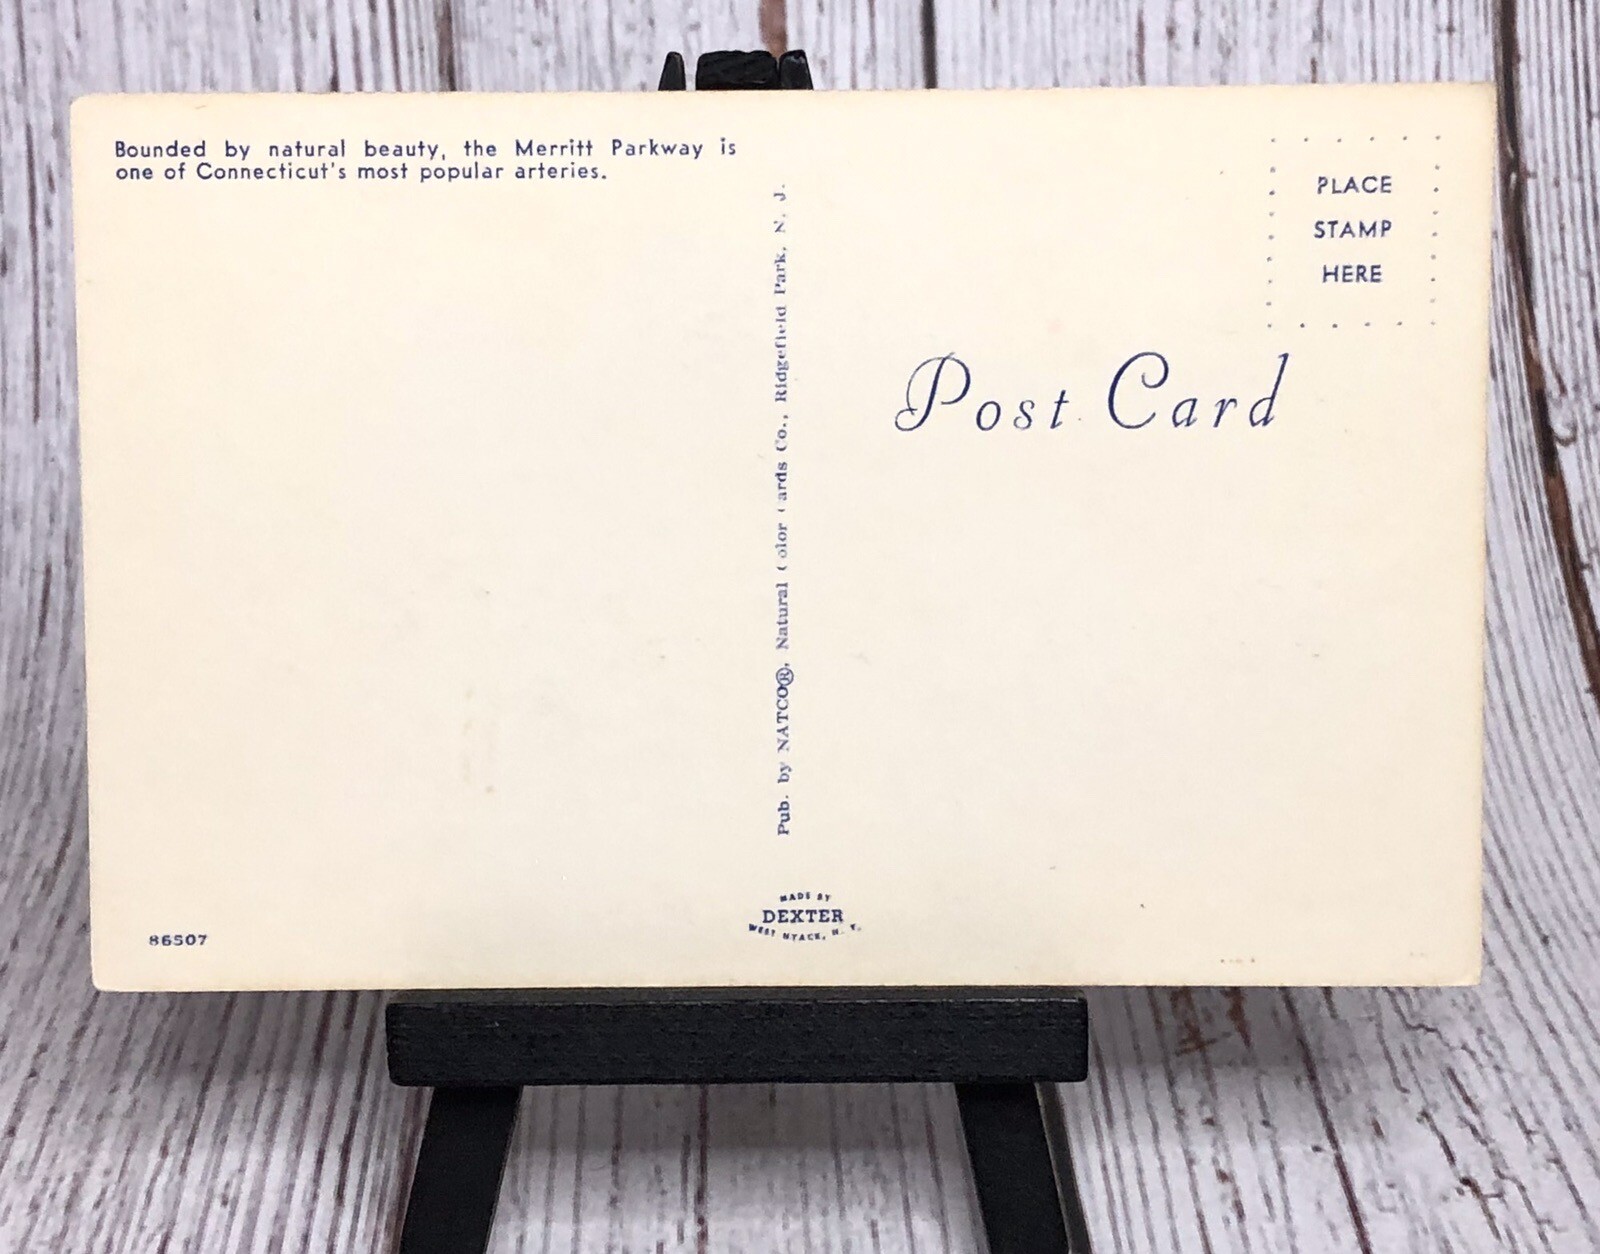 Bounded by natural beauty, the Merritt Parkway is
one of Connecticut's most popular arteries.
PLACE
STAMP
HERE
Post Card
Pub. by NATCO®, Natural Color Cards Co., Ridgefield Park, N. J.
MADE BY
DEXTER
WEST NYACK, N. Y.
86507